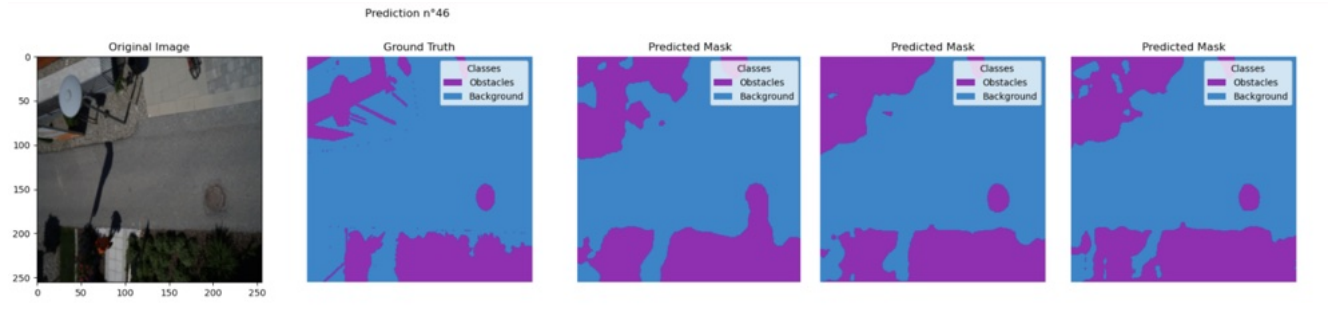 Prediction n°46
Original Image
0
50
100
150
200
250
0 50 100 150 200 250
Ground Truth
Classes
Obstacles
Background
Predicted Mask
Classes
Obstacles
Background
Predicted Mask
Classes
Obstacles
Background
Predicted Mask
Classes
Obstacles
Background